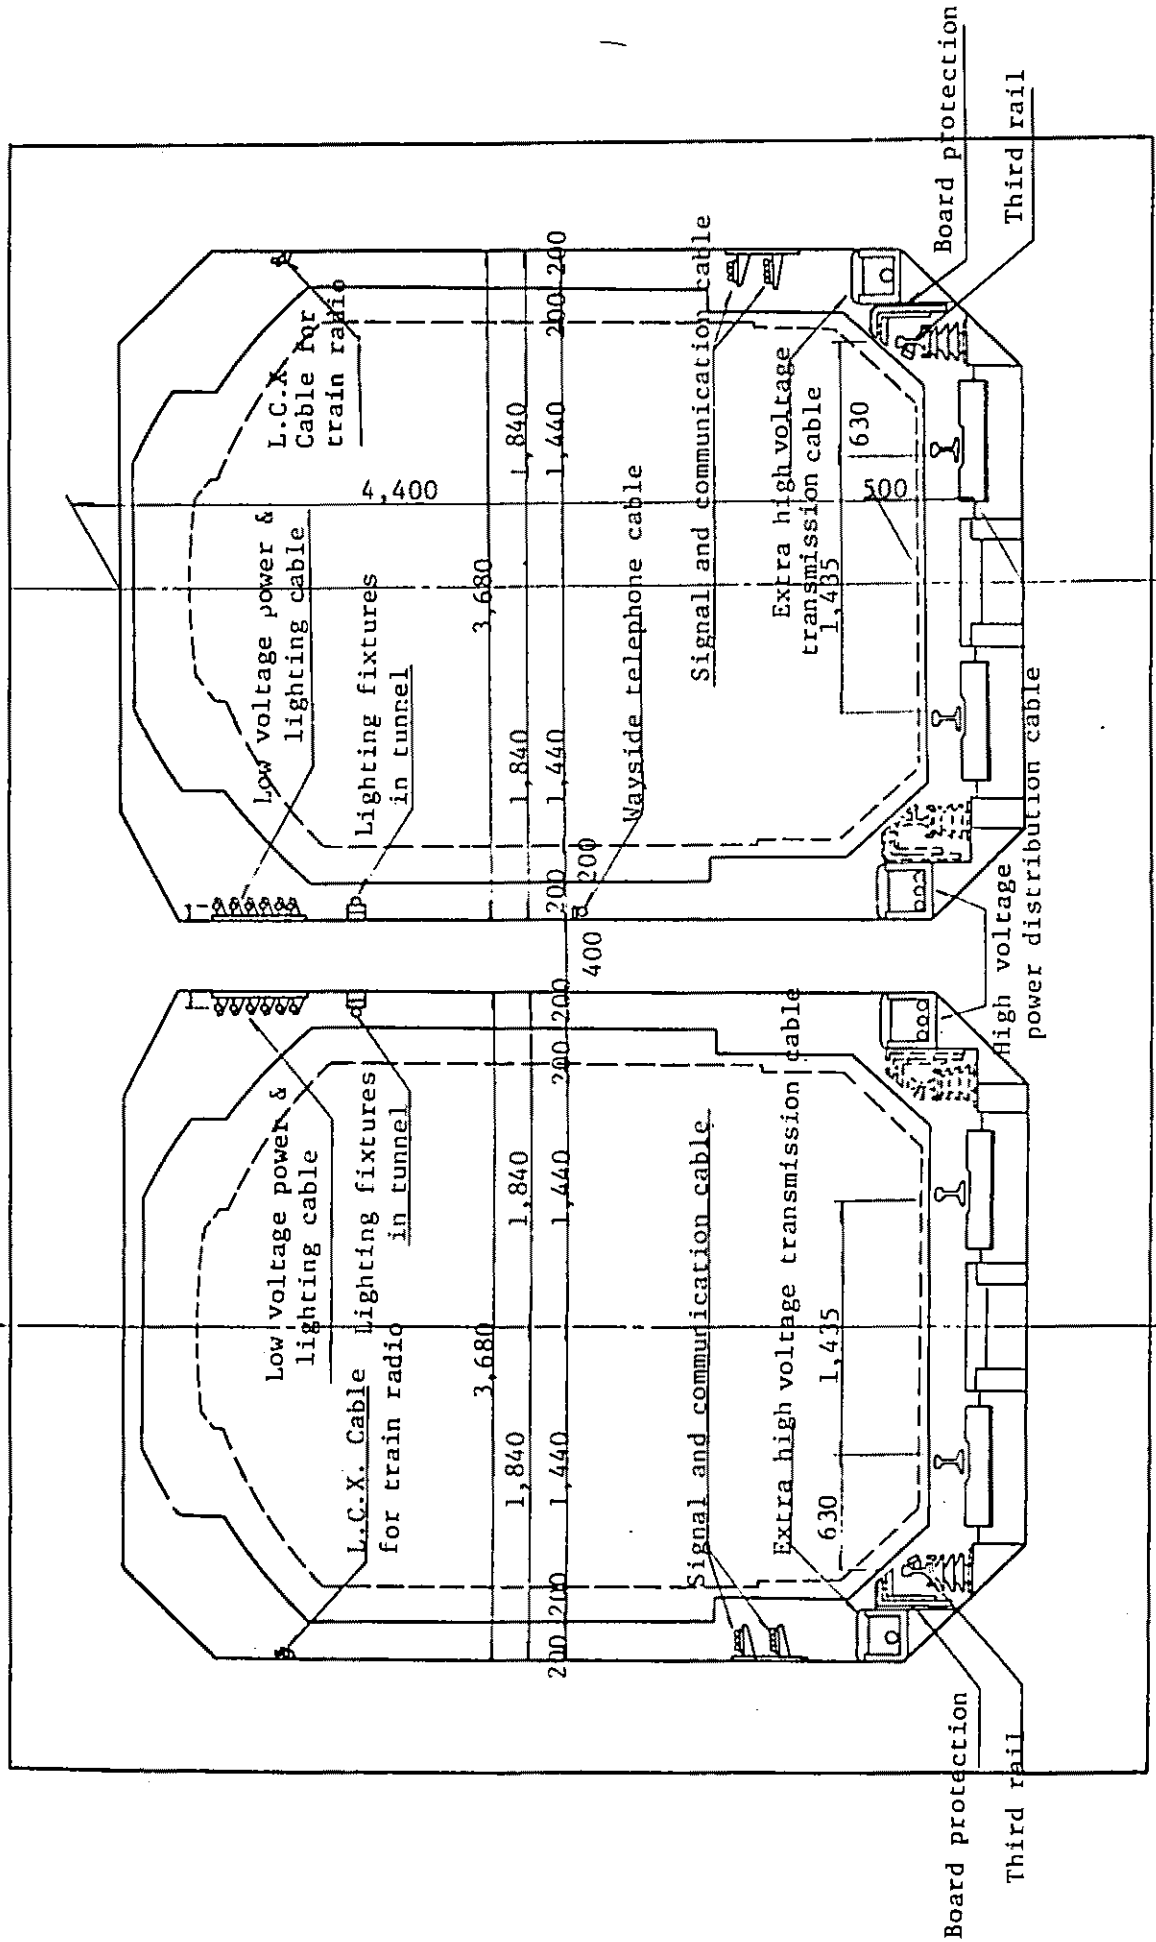 Low voltage power &
lighting cable
Lighting fixtures
in tunnel
L.C.X. Cable
for train radio
3,680
1,840
1,840
200
200
1,440
1,440
200
200
Signal and communication cable
Extra high voltage transmission cable
630
1,435
Board protection
Third rail
400
High voltage
power distribution cable
Low voltage power &
lighting cable
Lighting fixtures
in tunnel
L.C.X.
Cable for
train radio
4,400
3,680
1,840
1,840
200
200
1,440
1,440
200
200
Wayside telephone cable
Signal and communication cable
Extra high voltage
transmission cable
1,435
630
500
Board protection
Third rail